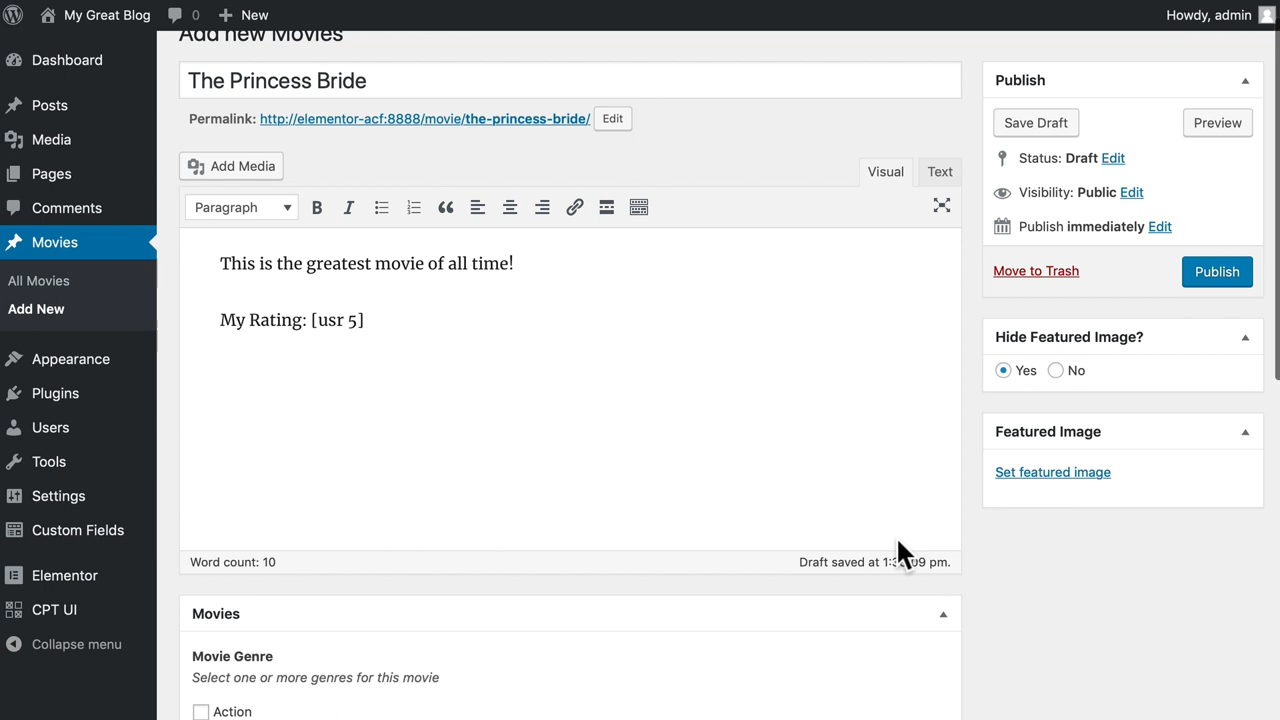 My Great Blog
0
New
Howdy, admin
Dashboard
Posts
Media
Pages
Comments
Movies
All Movies
Add New
Appearance
Plugins
Users
Tools
Settings
Custom Fields
Elementor
CPT UI
Collapse menu
Add new Movies
The Princess Bride
Permalink: http://elementor-acf:8888/movie/the-princess-bride/ Edit
Add Media
Visual Text
Paragraph
This is the greatest movie of all time!
My Rating: [usr 5]
Word count: 10
Draft saved at
pm.
Movies
Movie Genre
Select one or more genres for this movie
Action
Publish
Save Draft
Preview
Status: Draft Edit
Visibility: Public Edit
Publish immediately Edit
Move to Trash
Publish
Hide Featured Image?
Yes No
Featured Image
Set featured image